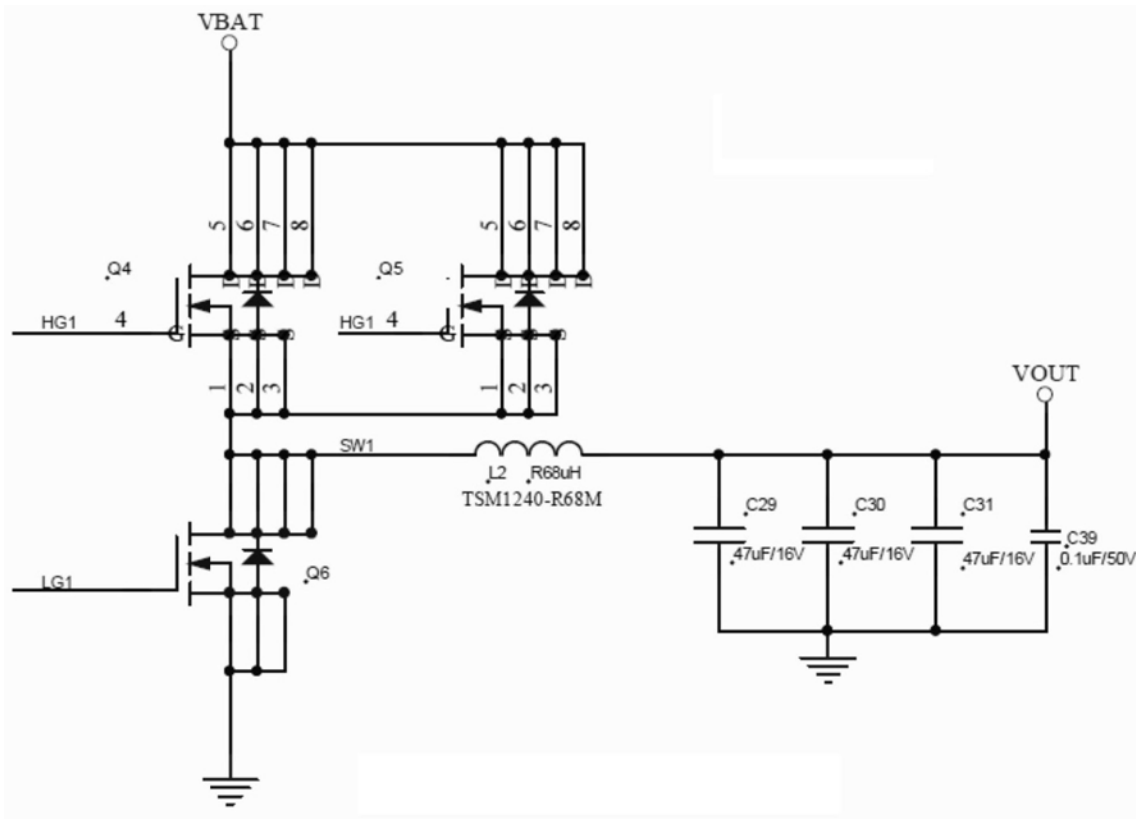 VBAT
5 6 7 8
5 6 7 8
Q4
Q5
D D D D
D D D D
HG1 4 G
HG1 4 G
S S S
S S S
1 2 3
1 2 3
VOUT
SW1
L2 R68uH
TSM1240-R68M
C29
C30
C31
C39
47uF/16V
47uF/16V
47uF/16V
0.1uF/50V
Q6
LG1